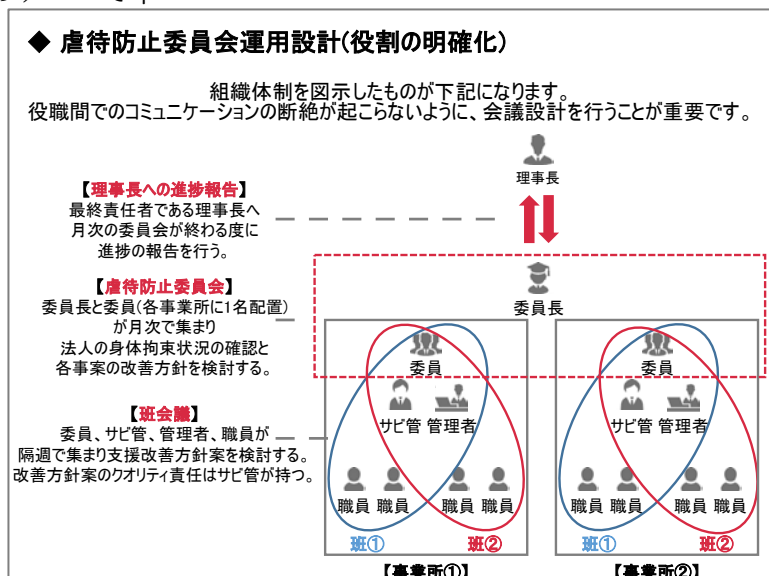 ◆ 虐待防止委員会運用設計(役割の明確化)
組織体制を図示したものが下記になります。
役職間でのコミュニケーションの断絶が起こらないように、会議設計を行うことが重要です。
理事長
【理事長への進捗報告】
最終責任者である理事長へ
月次の委員会が終わる度に
進捗の報告を行う。
委員長
【虐待防止委員会】
委員長と委員(各事業所に1名配置)
が月次で集まり
法人の身体拘束状況の確認と
各事案の改善方針を検討する。
委員 委員
サビ管 管理者 サビ管 管理者
【班会議】
委員、サビ管、管理者、職員が
隔週で集まり支援改善方針案を検討する。
改善方針案のクオリティ責任はサビ管が持つ。
職員 職員 職員 職員 職員 職員 職員 職員
班① 班② 班① 班②
【事業所①】 【事業所②】